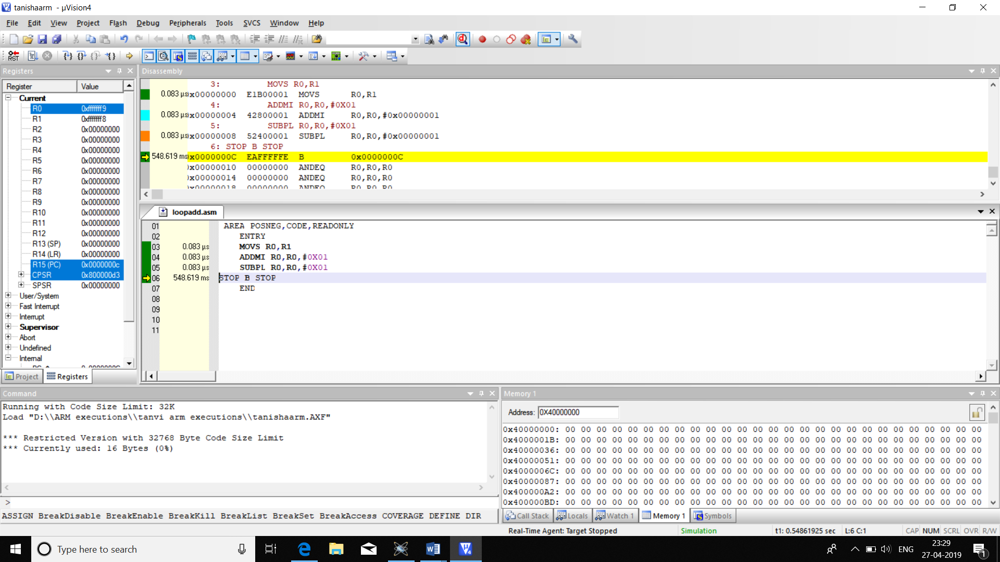 tanishaarm - µVision4
File Edit View Project Flash Debug Peripherals Tools SVCS Window Help
Registers
Register Value
Current
R0 0xfffffff9
R1 0xfffffff8
R2 0x00000000
R3 0x00000000
R4 0x00000000
R5 0x00000000
R6 0x00000000
R7 0x00000000
R8 0x00000000
R9 0x00000000
R10 0x00000000
R11 0x00000000
R12 0x00000000
R13 (SP) 0x00000000
R14 (LR) 0x00000000
R15 (PC) 0x0000000c
CPSR 0x800000d3
SPSR 0x00000000
User/System
Fast Interrupt
Interrupt
Supervisor
Abort
Undefined
Internal
Project Registers
Disassembly
3: MOVS R0,R1
0.083 µs x00000000 E1B00001 MOVS R0,R1
4: ADDMI R0,R0,#0X01
0.083 µs x00000004 42800001 ADDMI R0,R0,#0x00000001
5: SUBPL R0,R0,#0X01
0.083 µs x00000008 52400001 SUBPL R0,R0,#0x00000001
6: STOP B STOP
548.619 ms x0000000C EAFFFFFE B 0x0000000C
x00000010 00000000 ANDEQ R0,R0,R0
x00000014 00000000 ANDEQ R0,R0,R0
x00000018 00000000 ANDEQ R0,R0,R0
loopadd.asm
01 AREA POSNEG,CODE,READONLY
02 ENTRY
03 0.083 µs MOVS R0,R1
04 0.083 µs ADDMI R0,R0,#0X01
05 0.083 µs SUBPL R0,R0,#0X01
06 548.619 ms STOP B STOP
07 END
08
09
10
11
Command
Running with Code Size Limit: 32K
Load "D:\\ARM executions\\tanvi arm executions\\tanishaarm.AXF"
*** Restricted Version with 32768 Byte Code Size Limit
*** Currently used: 16 Bytes (0%)
>
ASSIGN BreakDisable BreakEnable BreakKill BreakList BreakSet BreakAccess COVERAGE DEFINE DIR
Memory 1
Address: 0X40000000
0x40000000: 00 00 00 00 00 00 00 00 00 00 00 00 00 00 00 00 00 00 00 00 00 00 00 00 00 00 00
0x4000001B: 00 00 00 00 00 00 00 00 00 00 00 00 00 00 00 00 00 00 00 00 00 00 00 00 00 00 00
0x40000036: 00 00 00 00 00 00 00 00 00 00 00 00 00 00 00 00 00 00 00 00 00 00 00 00 00 00 00
0x40000051: 00 00 00 00 00 00 00 00 00 00 00 00 00 00 00 00 00 00 00 00 00 00 00 00 00 00 00
0x4000006C: 00 00 00 00 00 00 00 00 00 00 00 00 00 00 00 00 00 00 00 00 00 00 00 00 00 00 00
0x40000087: 00 00 00 00 00 00 00 00 00 00 00 00 00 00 00 00 00 00 00 00 00 00 00 00 00 00 00
0x400000A2: 00 00 00 00 00 00 00 00 00 00 00 00 00 00 00 00 00 00 00 00 00 00 00 00 00 00 00
0x400000BD: 00 00 00 00 00 00 00 00 00 00 00 00 00 00 00 00 00 00 00 00 00 00 00 00 00 00 00
Call Stack Locals Watch 1 Memory 1 Symbols
Real-Time Agent: Target Stopped Simulation t1: 0.54861925 sec L:6 C:1 CAP NUM SCRL OVR R/W
Type here to search
ENG
23:29
27-04-2019
1